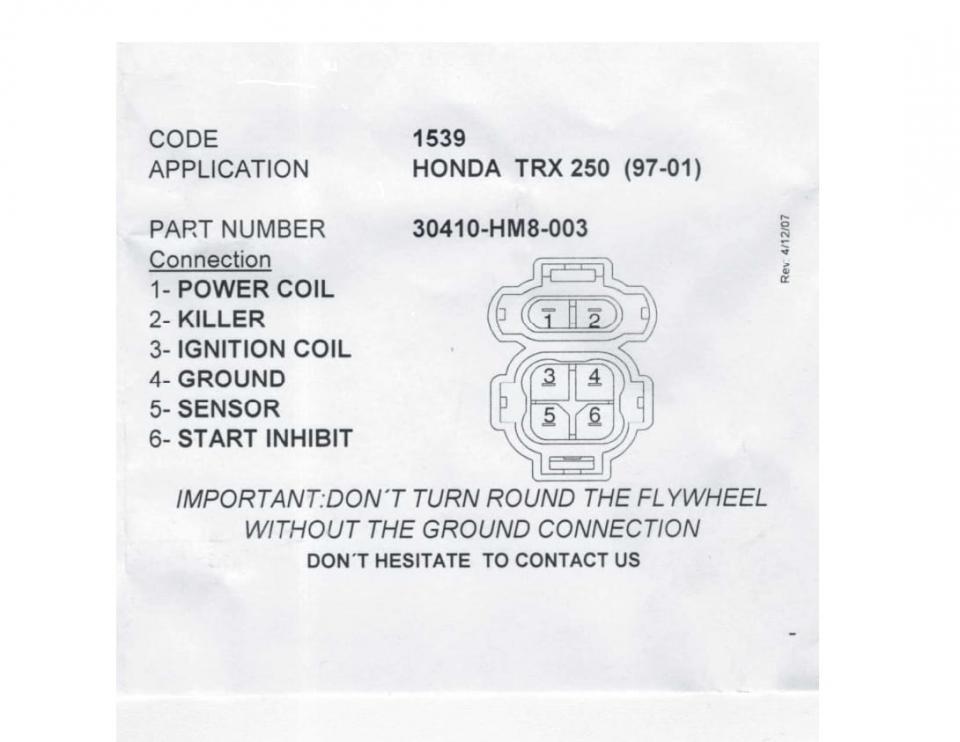 CODE 1539
APPLICATION HONDA TRX 250 (97-01)
PART NUMBER 30410-HM8-003
Rev: 4/12/07
Connection
1- POWER COIL
2- KILLER
3- IGNITION COIL
4- GROUND
5- SENSOR
6- START INHIBIT
1 2
3 4
5 6
IMPORTANT:DON´T TURN ROUND THE FLYWHEEL
WITHOUT THE GROUND CONNECTION
DON´T HESITATE TO CONTACT US